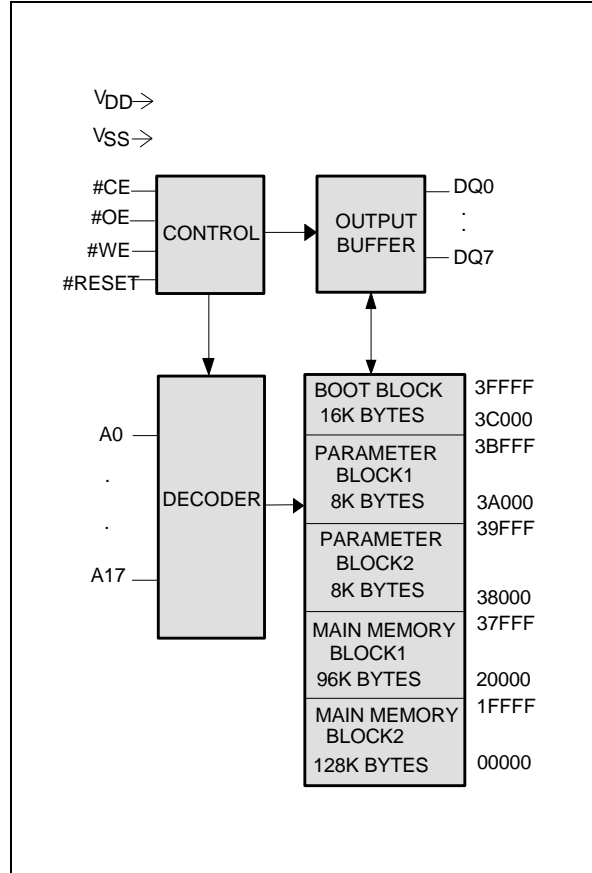 VDD
VSS
#CE
#OE
#WE
#RESET
CONTROL
OUTPUT
BUFFER
DQ0
.
.
DQ7
A0
.
.
A17
DECODER
BOOT BLOCK
16K BYTES
3FFFF
3C000
PARAMETER
BLOCK1
8K BYTES
3BFFF
3A000
PARAMETER
BLOCK2
8K BYTES
39FFF
38000
MAIN MEMORY
BLOCK1
96K BYTES
37FFF
20000
MAIN MEMORY
BLOCK2
128K BYTES
1FFFF
00000